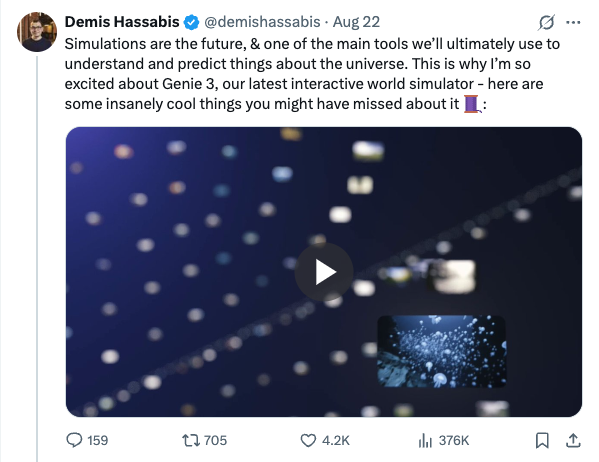 Demis Hassabis @demishassabis · Aug 22
Simulations are the future, & one of the main tools we’ll ultimately use to
understand and predict things about the universe. This is why I’m so
excited about Genie 3, our latest interactive world simulator - here are
some insanely cool things you might have missed about it 🧵:
159 705 4.2K 376K